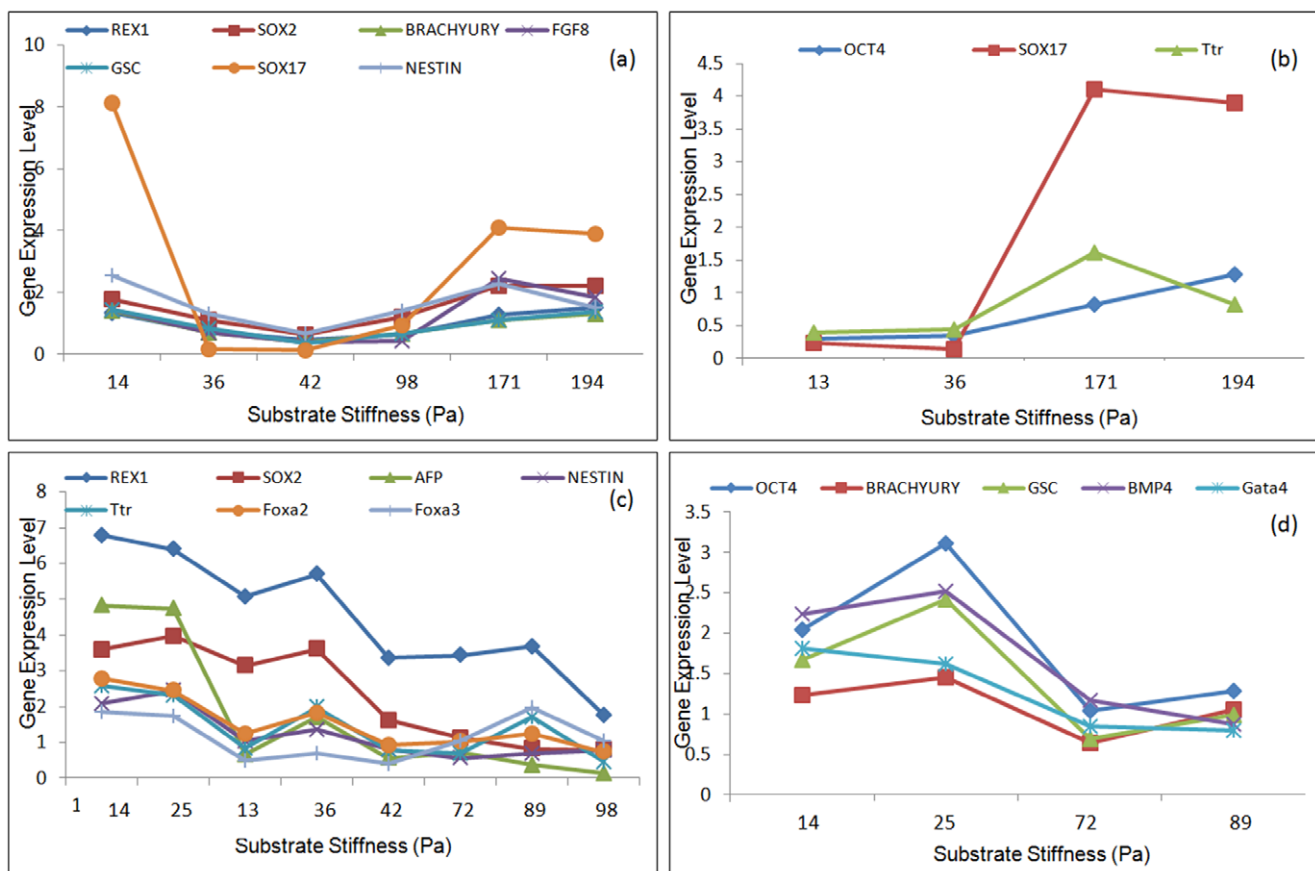 REX1 SOX2 BRACHYURY FGF8
GSC SOX17 NESTIN
(a)
Gene Expression Level
10
8
6
4
2
0
14 36 42 98 171 194
Substrate Stiffness (Pa)
OCT4 SOX17 Ttr
(b)
Gene Expression Level
4.5
4
3.5
3
2.5
2
1.5
1
0.5
0
13 36 171 194
Substrate Stiffness (Pa)
REX1 SOX2 AFP NESTIN
Ttr Foxa2 Foxa3
(c)
Gene Expression Level
8
7
6
5
4
3
2
1
0
1 14 25 13 36 42 72 89 98
Substrate Stiffness (Pa)
OCT4 BRACHYURY GSC BMP4 Gata4
(d)
Gene Expression Level
3.5
3
2.5
2
1.5
1
0.5
0
14 25 72 89
Substrate Stiffness (Pa)